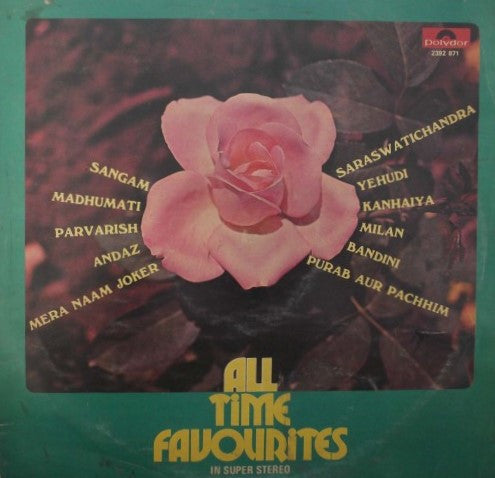 Polydor
2392 871
SANGAM
MADHUMATI
PARVARISH
ANDAZ
MERA NAAM JOKER
SARASWATICHANDRA
YEHUDI
KANHAIYA
MILAN
BANDINI
PURAB AUR PACHHIM
ALL
TIME
FAVOURITES
IN SUPER STEREO